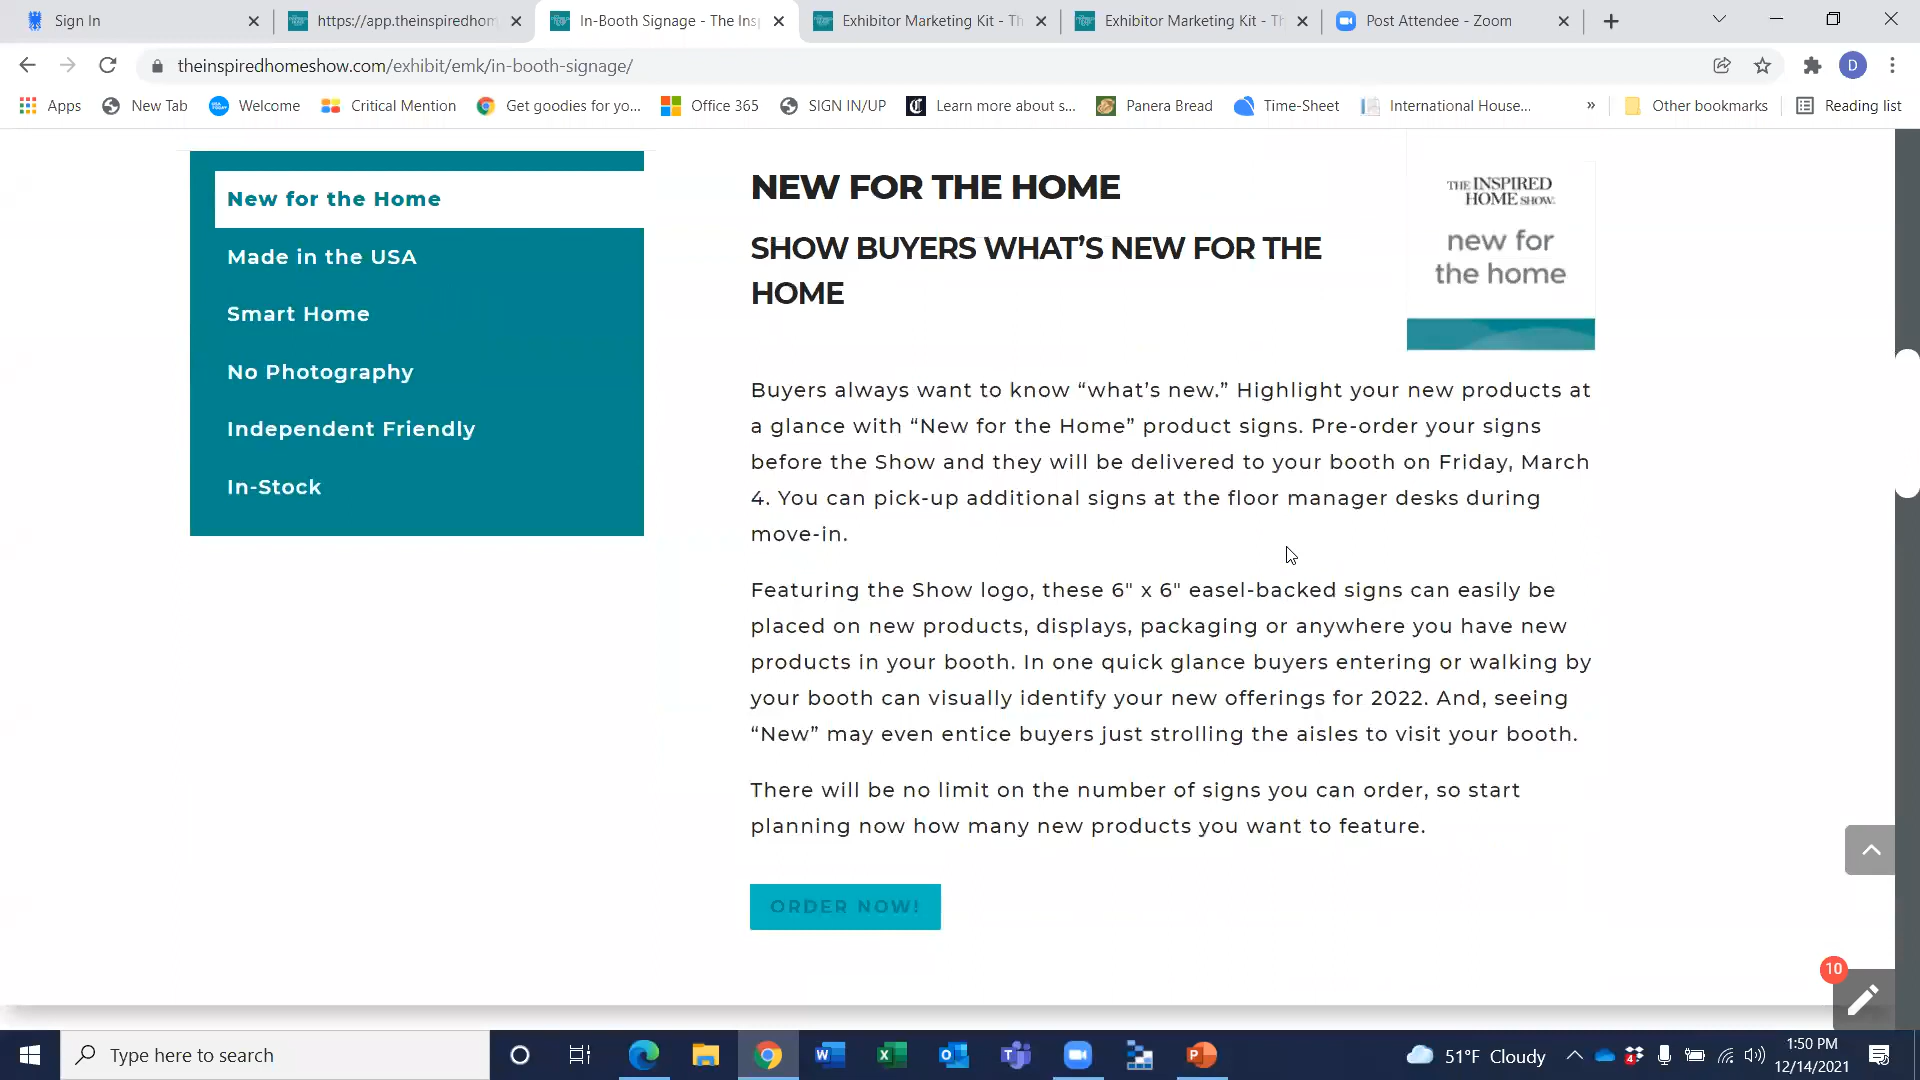 Sign In
https://app.theinspiredhom
In-Booth Signage - The Insp
Exhibitor Marketing Kit - Th
Exhibitor Marketing Kit - Th
Post Attendee - Zoom
theinspiredhomeshow.com/exhibit/emk/in-booth-signage/
D
Apps
New Tab
Welcome
Critical Mention
Get goodies for yo...
Office 365
SIGN IN/UP
Learn more about s...
Panera Bread
Time-Sheet
International House...
»
Other bookmarks
Reading list
New for the Home
Made in the USA
Smart Home
No Photography
Independent Friendly
In-Stock
NEW FOR THE HOME
SHOW BUYERS WHAT’S NEW FOR THE
HOME
THE INSPIRED
HOME SHOW.
new for
the home
Buyers always want to know “what’s new.” Highlight your new products at
a glance with “New for the Home” product signs. Pre-order your signs
before the Show and they will be delivered to your booth on Friday, March
4. You can pick-up additional signs at the floor manager desks during
move-in.
Featuring the Show logo, these 6" x 6" easel-backed signs can easily be
placed on new products, displays, packaging or anywhere you have new
products in your booth. In one quick glance buyers entering or walking by
your booth can visually identify your new offerings for 2022. And, seeing
“New” may even entice buyers just strolling the aisles to visit your booth.
There will be no limit on the number of signs you can order, so start
planning now how many new products you want to feature.
ORDER NOW!
10
Type here to search
51°F Cloudy
1:50 PM
12/14/2021